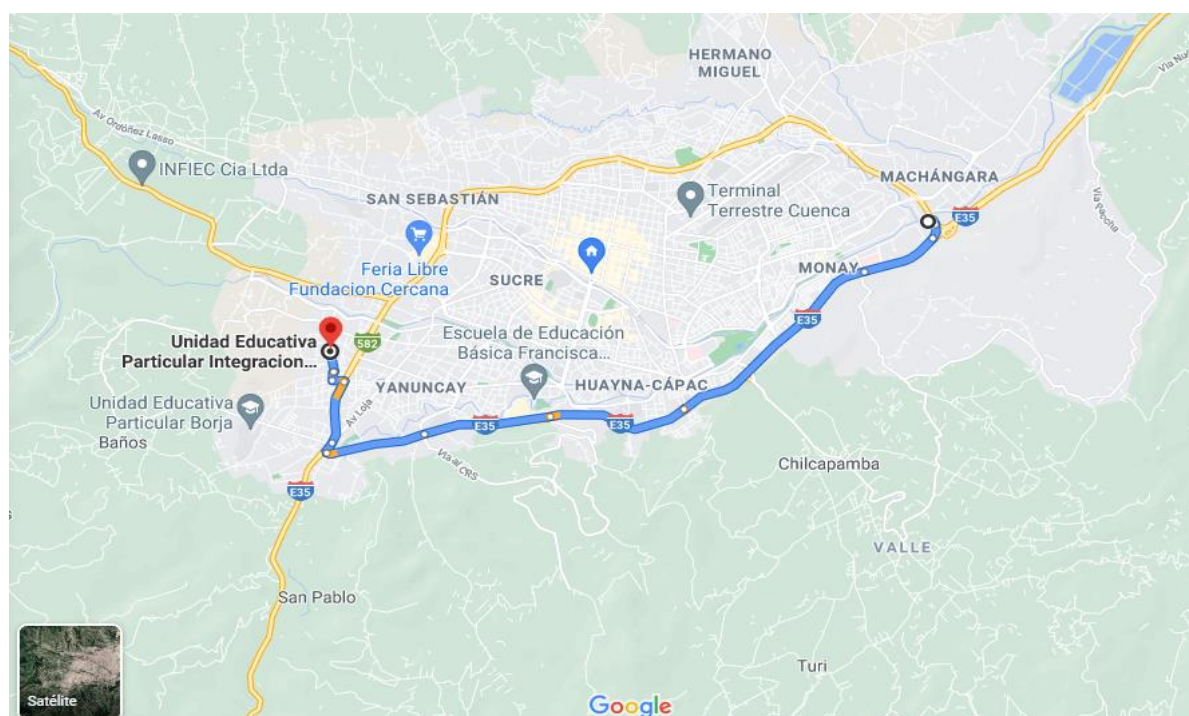 HERMANO
MIGUEL
Av Ordóñez Lasso
INFIEC Cia Ltda
SAN SEBASTIÁN
MACHÁNGARA
Terminal
Terrestre Cuenca
E35
Vía Paccha
Feria Libre
Fundacion Cercana
SUCRE
MONAY
E35
Unidad Educativa
Particular Integracion...
582
Escuela de Educación
Básica Francisca...
YANUNCAY
HUAYNA-CÁPAC
Unidad Educativa
Particular Borja
Av Loja
Baños
E35
E35
Vía al CRS
Chilcapamba
E35
VALLE
San Pablo
Turi
Satélite
Google